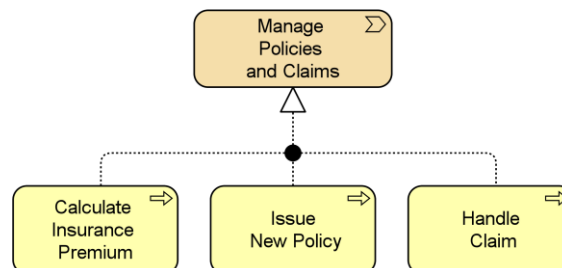 Manage
Policies
and Claims
Calculate
Insurance
Premium
Issue
New Policy
Handle
Claim